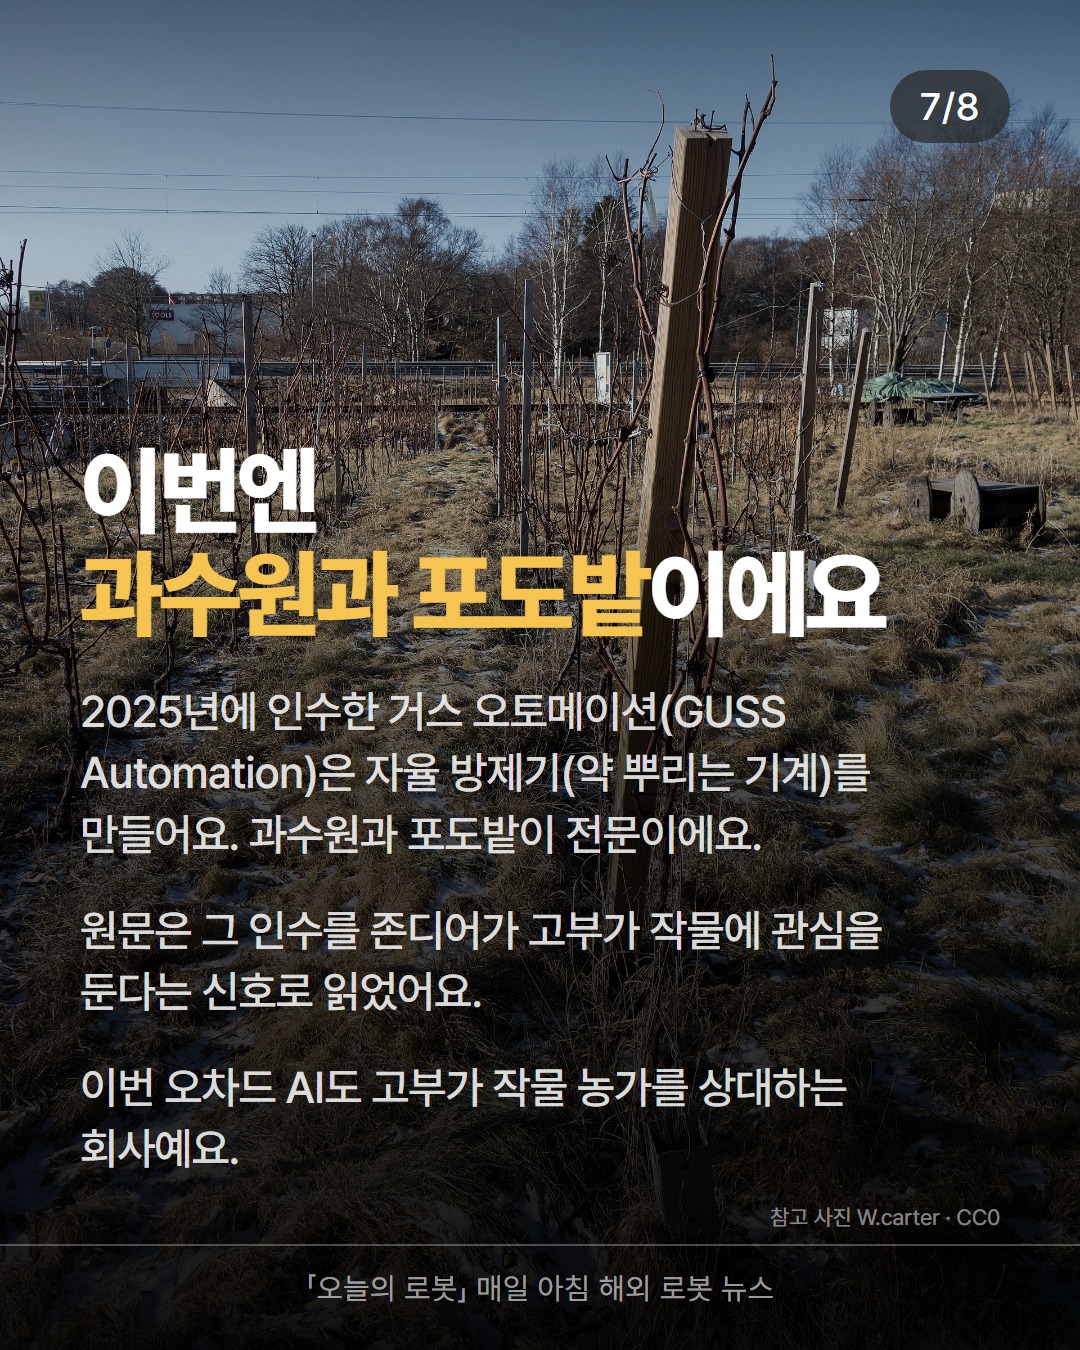 7/8
TOOLS
이번엔
과수원과 포도밭이에요
2025년에 인수한 거스 오토메이션(GUSS
Automation)은 자율 방제기(약 뿌리는 기계)를
만들어요. 과수원과 포도밭이 전문이에요.
원문은 그 인수를 존디어가 고부가 작물에 관심을
둔다는 신호로 읽었어요.
이번 오차드 AI도 고부가 작물 농가를 상대하는
회사예요.
참고 사진 W.carter · CC0
「오늘의 로봇」 매일 아침 해외 로봇 뉴스